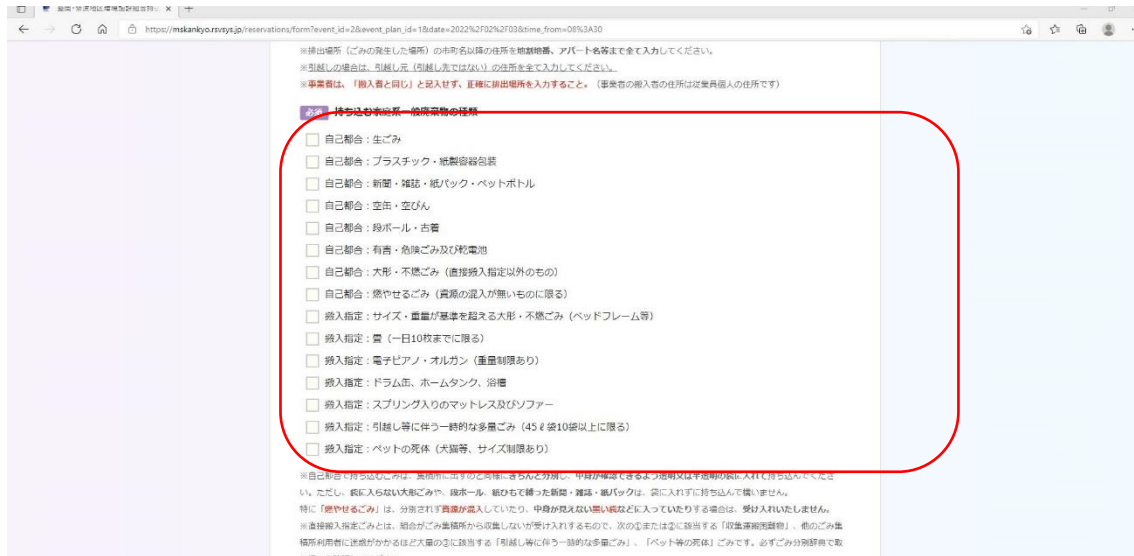 https://mskankyo.rsvsys.jp/reservations/form?event_id=2&event_plan_id=1&date=2022%2F02%2F03&time_from=08%3A30
※排出場所（ごみの発生した場所）の市町名以降の住所を地割地番、アパート名等まで全て入力してください。
※引越しの場合は、引越し元（引越し先ではない）の住所を全て入力してください。
※事業者は、「搬入者と同じ」と記入せず、正確に排出場所を入力すること。（事業者の搬入者の住所は従業員個人の住所です）
必須 持ち込む家庭系一般廃棄物の種類
自己都合：生ごみ
自己都合：プラスチック・紙製容器包装
自己都合：新聞・雑誌・紙パック・ペットボトル
自己都合：空缶・空びん
自己都合：段ボール・古着
自己都合：有害・危険ごみ及び乾電池
自己都合：大形・不燃ごみ（直接搬入指定以外のもの）
自己都合：燃やせるごみ（資源の混入が無いものに限る）
搬入指定：サイズ・重量が基準を超える大形・不燃ごみ（ベッドフレーム等）
搬入指定：畳（一日10枚までに限る）
搬入指定：電子ピアノ・オルガン（重量制限あり）
搬入指定：ドラム缶、ホームタンク、浴槽
搬入指定：スプリング入りのマットレス及びソファー
搬入指定：引越し等に伴う一時的な多量ごみ（45ℓ袋10袋以上に限る）
搬入指定：ペットの死体（犬猫等、サイズ制限あり）
※自己都合で持ち込むごみは、集積所に出すのと同様にきちんと分別し、中身が確認できるよう透明又は半透明の袋に入れて持ち込んでくださ
い。ただし、袋に入らない大形ごみや、段ボール、紙ひもで縛った新聞・雑誌・紙パックは、袋に入れずに持ち込んで構いません。
特に「燃やせるごみ」は、分別されず資源が混入していたり、中身が見えない黒い袋などに入っていたりする場合は、受け入れいたしません。
※直接搬入指定ごみとは、組合がごみ集積所から収集しないが受け入れするもので、次の①または②に該当する「収集運搬困難物」、他のごみ集
積所利用者に迷惑がかかるほど大量の③に該当する「引越し等に伴う一時的な多量ごみ」、「ペット等の死体」ごみです。必ずごみ分別辞典で取